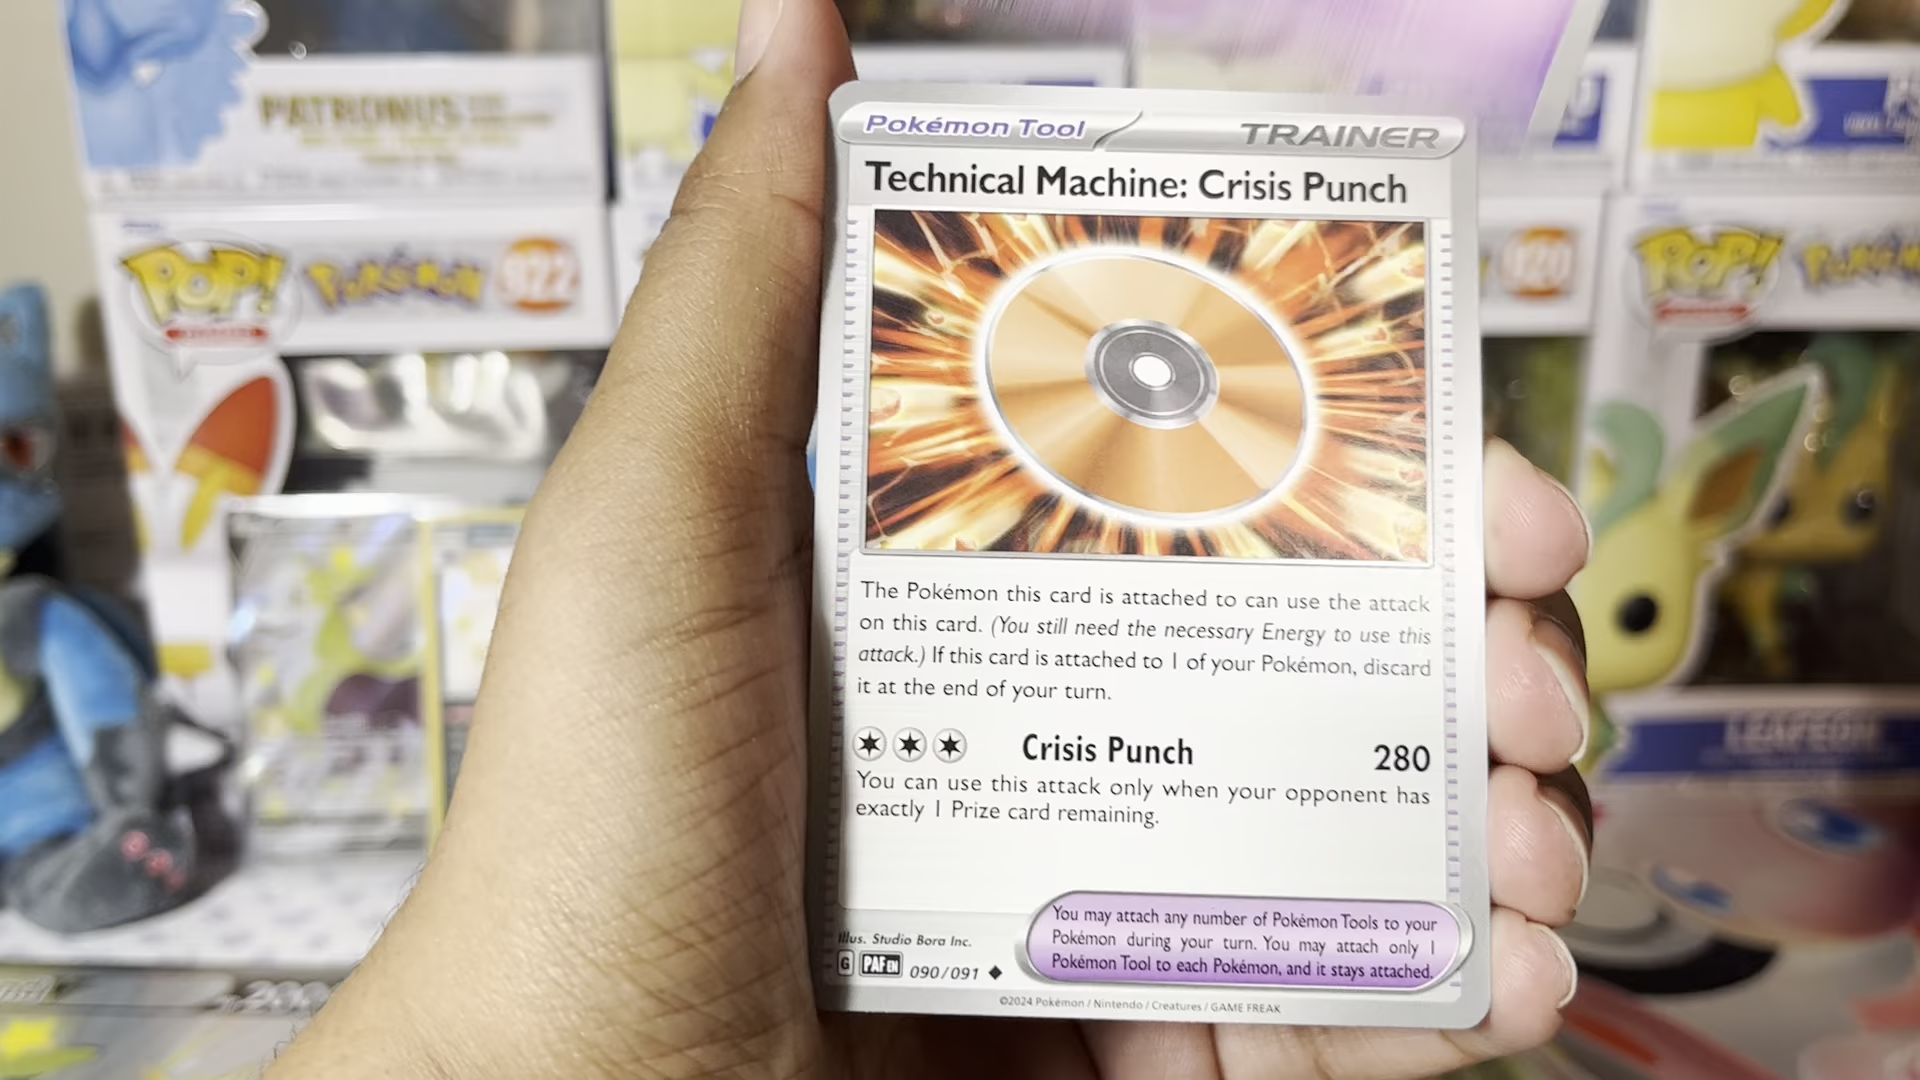 PATRONUS
POP!
POKÉMON
922
Pokémon Tool
TRAINER
Technical Machine: Crisis Punch
The Pokémon this card is attached to can use the attack
on this card. (You still need the necessary Energy to use this
attack.) If this card is attached to 1 of your Pokémon, discard
it at the end of your turn.
Crisis Punch 280
You can use this attack only when your opponent has
exactly 1 Prize card remaining.
You may attach any number of Pokémon Tools to your
Pokémon during your turn. You may attach only 1
Pokémon Tool to each Pokémon, and it stays attached.
Illus. Studio Bora Inc.
G PAF EN 090/091
©2024 Pokémon / Nintendo / Creatures / GAME FREAK
POP!
LEAFEON